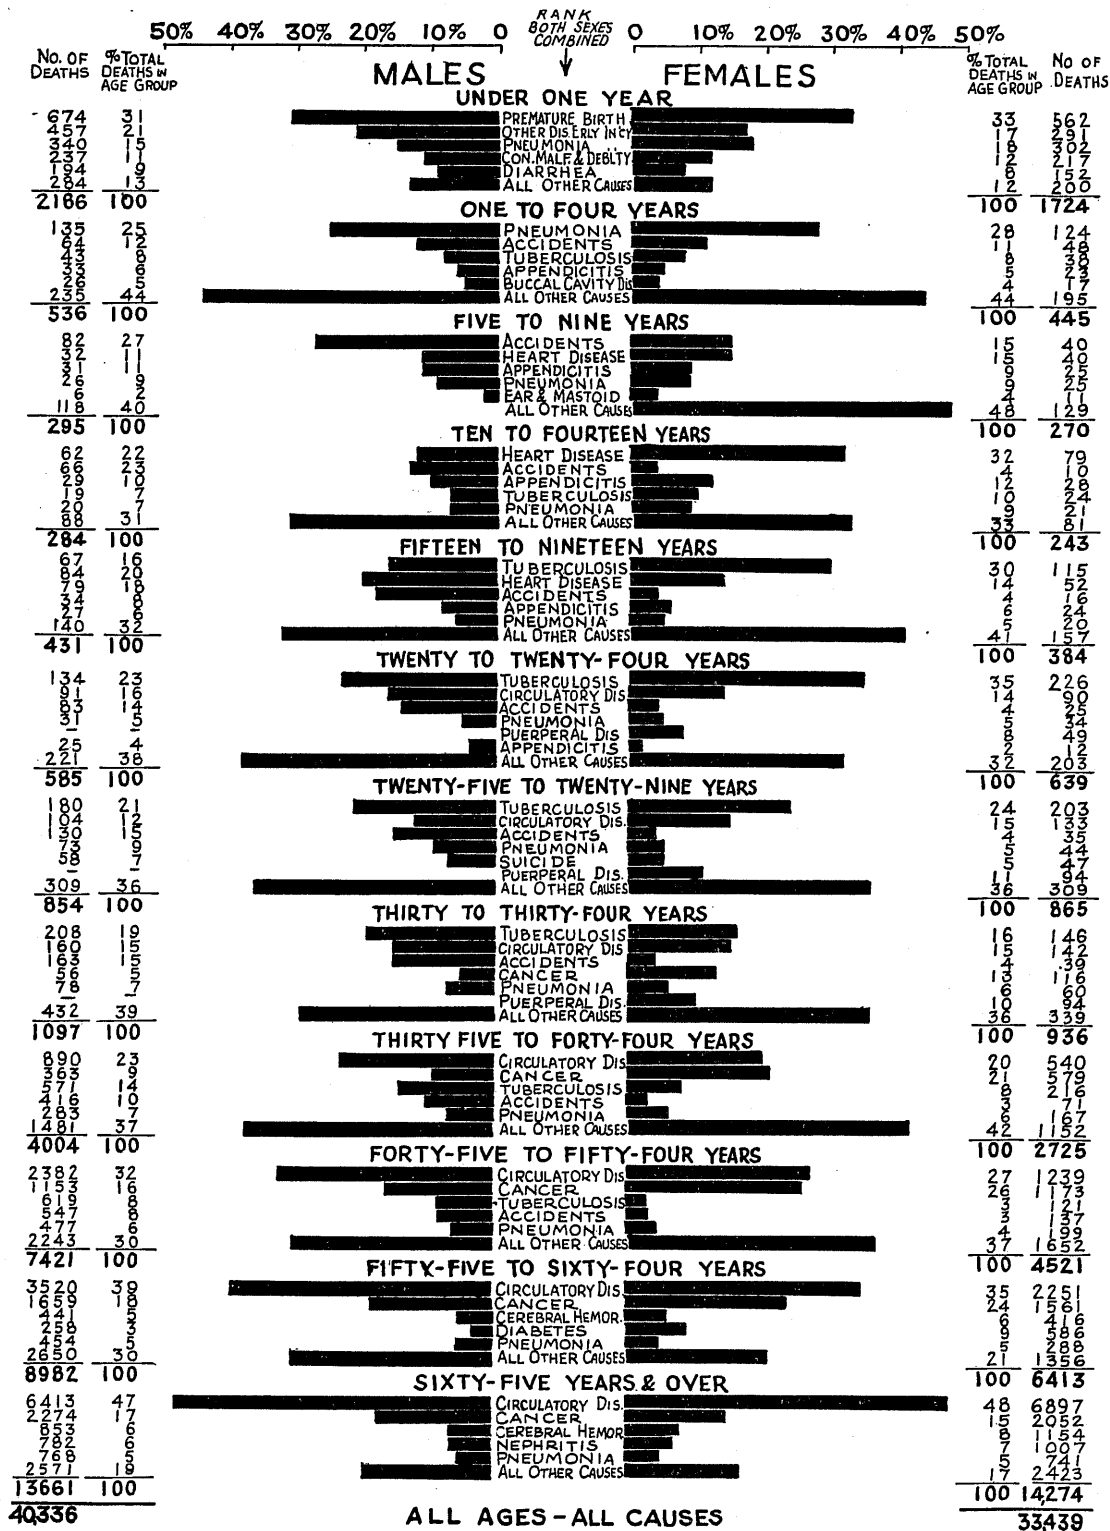 RANK
BOTH SEXES
COMBINED
50% 40% 30% 20% 10% 0 0 10% 20% 30% 40% 50%
NO. OF DEATHS % TOTAL DEATHS IN AGE GROUP MALES FEMALES % TOTAL DEATHS IN AGE GROUP NO OF DEATHS
UNDER ONE YEAR
674 31 PREMATURE BIRTH 33 562
457 21 OTHER DIS. ERLY INCY 17 291
340 15 PNEUMONIA 18 302
237 11 CON. MALF. & DEBLTY. 12 217
194 9 DIARRHEA 8 152
284 13 ALL OTHER CAUSES 12 200
2186 100 100 1724
ONE TO FOUR YEARS
135 25 PNEUMONIA 28 124
64 12 ACCIDENTS 11 48
43 8 TUBERCULOSIS 8 38
33 6 APPENDICITIS 5 23
26 5 BUCCAL CAVITY DIS 4 17
235 44 ALL OTHER CAUSES 44 195
536 100 100 445
FIVE TO NINE YEARS
82 27 ACCIDENTS 15 40
32 11 HEART DISEASE 15 40
31 11 APPENDICITIS 9 25
26 9 PNEUMONIA 9 25
6 2 EAR & MASTOID 4 11
118 40 ALL OTHER CAUSES 48 129
295 100 100 270
TEN TO FOURTEEN YEARS
62 22 HEART DISEASE 32 79
66 23 ACCIDENTS 4 10
29 10 APPENDICITIS 12 28
19 7 TUBERCULOSIS 10 24
20 7 PNEUMONIA 9 21
88 31 ALL OTHER CAUSES 33 81
284 100 100 243
FIFTEEN TO NINETEEN YEARS
67 16 TUBERCULOSIS 30 115
84 20 HEART DISEASE 14 52
79 18 ACCIDENTS 4 16
34 8 APPENDICITIS 6 24
27 6 PNEUMONIA 5 20
140 32 ALL OTHER CAUSES 41 157
431 100 100 384
TWENTY TO TWENTY-FOUR YEARS
134 23 TUBERCULOSIS 35 226
91 16 CIRCULATORY DIS. 14 90
83 14 ACCIDENTS 4 25
31 5 PNEUMONIA 5 34
– – PUERPERAL DIS 8 49
25 4 APPENDICITIS 2 12
221 38 ALL OTHER CAUSES 32 203
585 100 100 639
TWENTY-FIVE TO TWENTY-NINE YEARS
180 21 TUBERCULOSIS 24 203
104 12 CIRCULATORY DIS. 15 133
130 15 ACCIDENTS 4 35
73 9 PNEUMONIA 5 44
58 7 SUICIDE 5 47
– – PUERPERAL DIS. 11 94
309 36 ALL OTHER CAUSES 36 309
854 100 100 865
THIRTY TO THIRTY-FOUR YEARS
208 19 TUBERCULOSIS 16 146
160 15 CIRCULATORY DIS 15 142
163 15 ACCIDENTS 4 39
56 5 CANCER 13 116
78 7 PNEUMONIA 6 60
– – PUERPERAL DIS. 10 94
432 39 ALL OTHER CAUSES 36 339
1097 100 100 936
THIRTY FIVE TO FORTY-FOUR YEARS
890 23 CIRCULATORY DIS 20 540
363 9 CANCER 21 579
571 14 TUBERCULOSIS 8 216
416 10 ACCIDENTS 3 71
283 7 PNEUMONIA 6 167
1481 37 ALL OTHER CAUSES 42 1152
4004 100 100 2725
FORTY-FIVE TO FIFTY-FOUR YEARS
2382 32 CIRCULATORY DIS 27 1239
1153 16 CANCER 26 1173
619 8 TUBERCULOSIS 3 121
547 8 ACCIDENTS 3 137
477 6 PNEUMONIA 4 199
2243 30 ALL OTHER CAUSES 37 1652
7421 100 100 4521
FIFTY-FIVE TO SIXTY-FOUR YEARS
3520 39 CIRCULATORY DIS. 35 2251
1659 18 CANCER 24 1561
441 5 CEREBRAL HEMOR. 6 416
258 3 DIABETES 9 586
454 5 PNEUMONIA 5 288
2650 30 ALL OTHER CAUSES 21 1356
8982 100 100 6413
SIXTY-FIVE YEARS & OVER
6413 47 CIRCULATORY DIS. 48 6897
2274 17 CANCER 15 2052
853 6 CEREBRAL HEMOR 8 1154
782 6 NEPHRITIS 7 1007
768 5 PNEUMONIA 5 741
2571 19 ALL OTHER CAUSES 17 2423
13661 100 100 14,274
40,336 ALL AGES – ALL CAUSES 33439